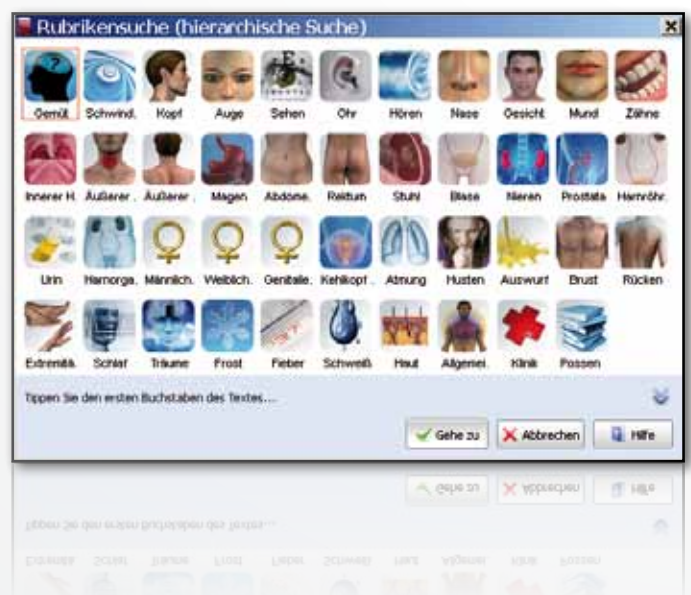 Rubrikensuche (hierarchische Suche)
?
Gemüt Schwind. Kopf Auge Sehen Ohr Hören Nase Gesicht Mund Zähne
Innerer H. Äußerer . Äußerer . Magen Abdome. Rektum Stuhl Blase Nieren Prostata Harnröhr.
Urin Harnorga. Männlich. Weiblich. Genitalie. Kehlkopf . Atmung Husten Auswurf Brust Rücken
Extremitä. Schlaf Träume Frost Fieber Schweiß Haut Allgemei. Klinik Possen
Tippen Sie den ersten Buchstaben des Textes...
Gehe zu Abbrechen Hilfe